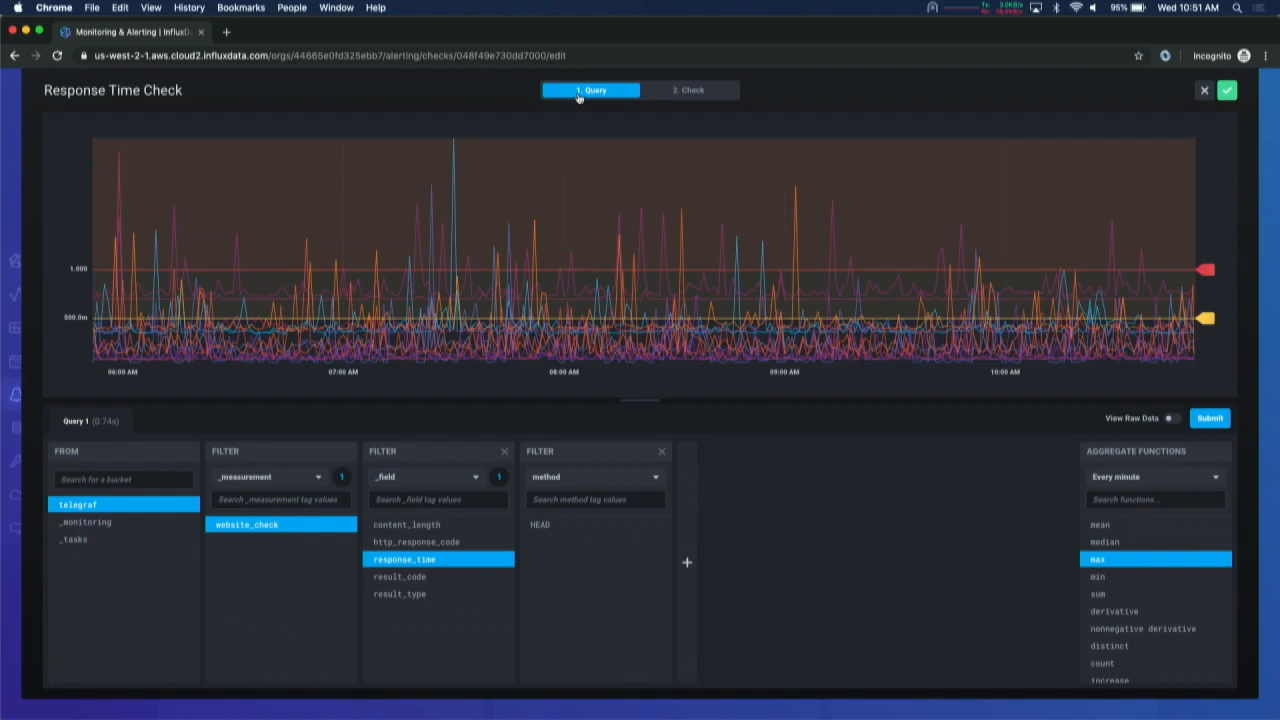 Chrome File Edit View History Bookmarks People Window Help
96% Wed 10:51 AM
Monitoring & Alerting | InfluxD
us-west-2-1.aws.cloud2.influxdata.com/orgs/44665e0fd325ebb7/alerting/checks/048f49e730dd7000/edit
Incognito
Response Time Check
1. Query
2. Check
1.000
500.0m
06:00 AM 07:00 AM 08:00 AM 09:00 AM 10:00 AM
Query 1 (0.74s)
View Raw Data
Submit
FROM
Search for a bucket
telegraf
_monitoring
_tasks
FILTER
_measurement
1
Search _measurement tag values
website_check
FILTER
_field
1
Search _field tag values
content_length
http_response_code
response_time
result_code
result_type
FILTER
method
Search method tag values
HEAD
AGGREGATE FUNCTIONS
Every minute
Search functions...
mean
median
max
min
sum
derivative
nonnegative derivative
distinct
count
increase